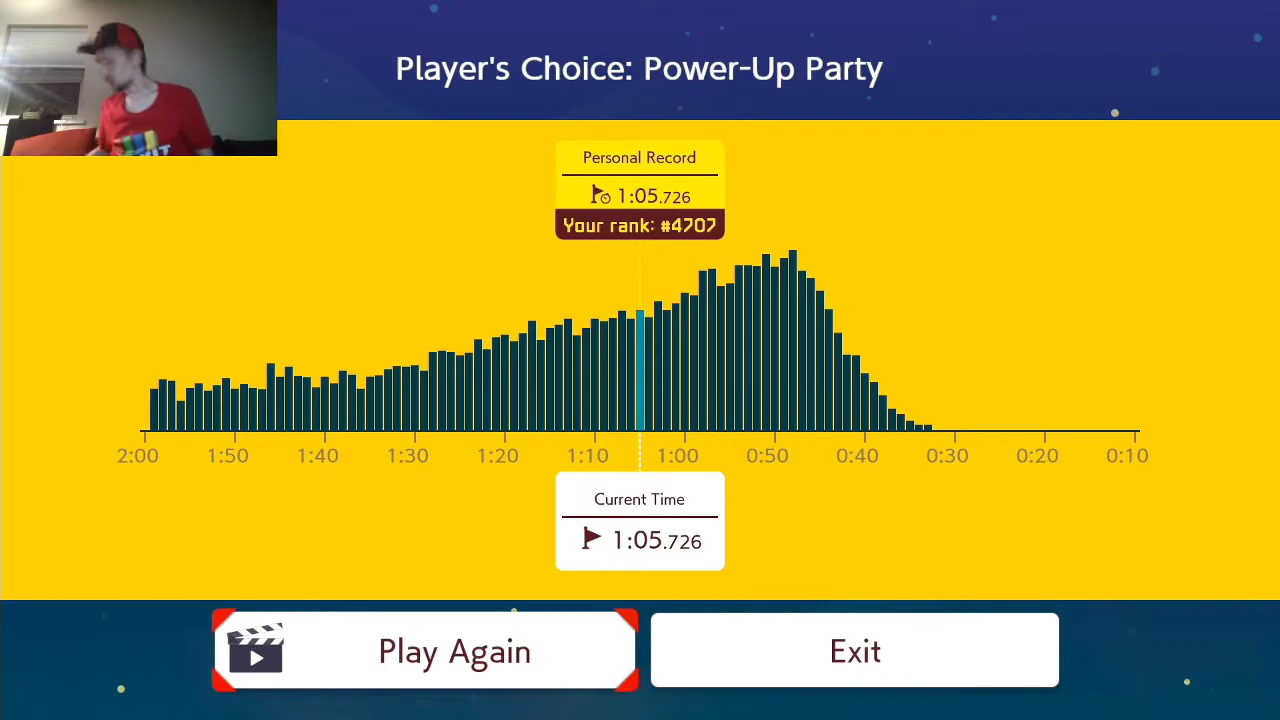 Player's Choice: Power-Up Party
Personal Record
1:05.726
Your rank: #4707
2:00 1:50 1:40 1:30 1:20 1:10 1:00 0:50 0:40 0:30 0:20 0:10
Current Time
1:05.726
Play Again
Exit